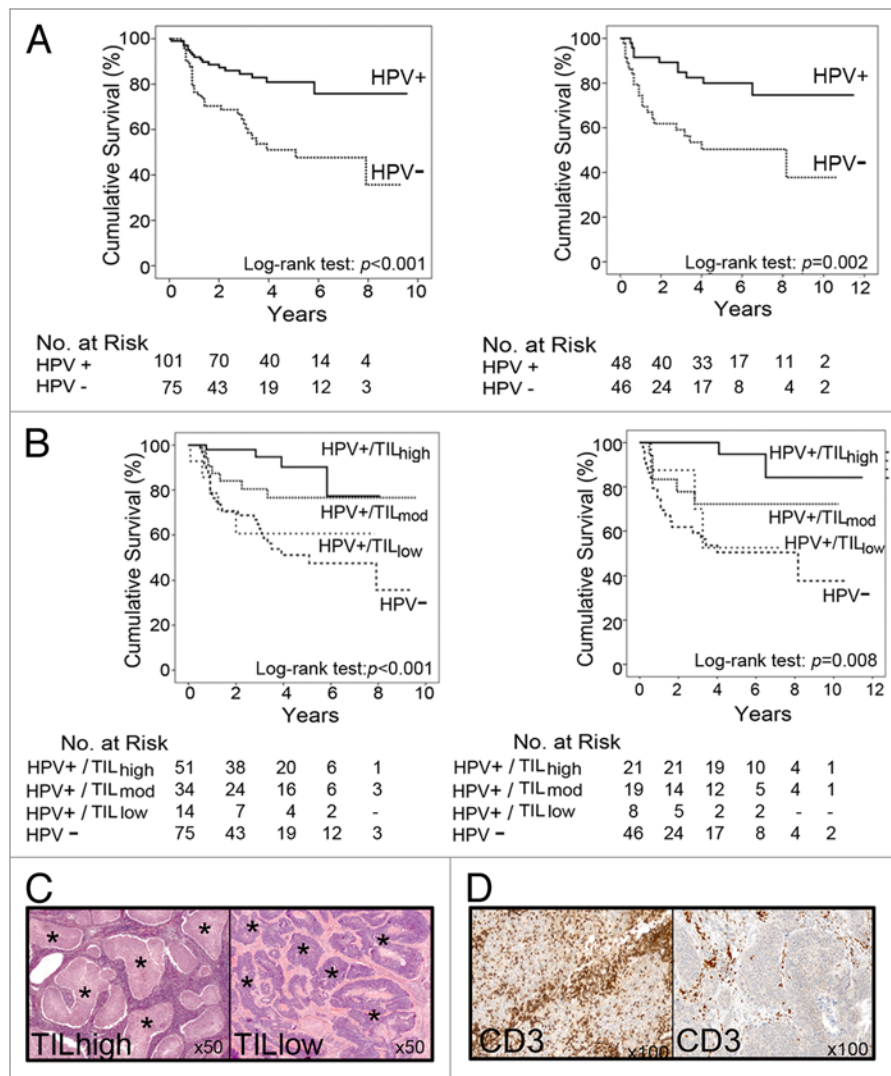 A
Cumulative Survival (%)
100
80
60
40
80
0
HPV+
HPV-
Log-rank test: p<0.001
0 2 4 6 8 10
Years
No. at Risk
HPV + 101 70 40 14 4
HPV - 75 43 19 12 3
Cumulative Survival (%)
100
80
60
40
80
0
HPV+
HPV-
Log-rank test: p=0.002
0 2 4 6 8 10 12
Years
No. at Risk
HPV + 48 40 33 17 11 2
HPV - 46 24 17 8 4 2
B
Cumulative Survival (%)
100
80
60
40
80
0
HPV+/TILhigh
HPV+/TILmod
HPV+/TILlow
HPV-
Log-rank test:p<0.001
0 2 4 6 8 10
Years
No. at Risk
HPV+ / TILhigh 51 38 20 6 1
HPV+ / TILmod 34 24 16 6 3
HPV+ / TILlow 14 7 4 2 -
HPV - 75 43 19 12 3
Cumulative Survival (%)
100
80
60
40
80
0
HPV+/TILhigh
HPV+/TILmod
HPV+/TILlow
HPV-
Log-rank test: p=0.008
0 2 4 6 8 10 12
Years
No. at Risk
HPV+ / TILhigh 21 21 19 10 4 1
HPV+ / TILmod 19 14 12 5 4 1
HPV+ / TILlow 8 5 2 2 - -
HPV - 46 24 17 8 4 2
C
* * * * *
TILhigh x50
* * * * * * * *
TILlow x50
D
CD3 x100
CD3 x100